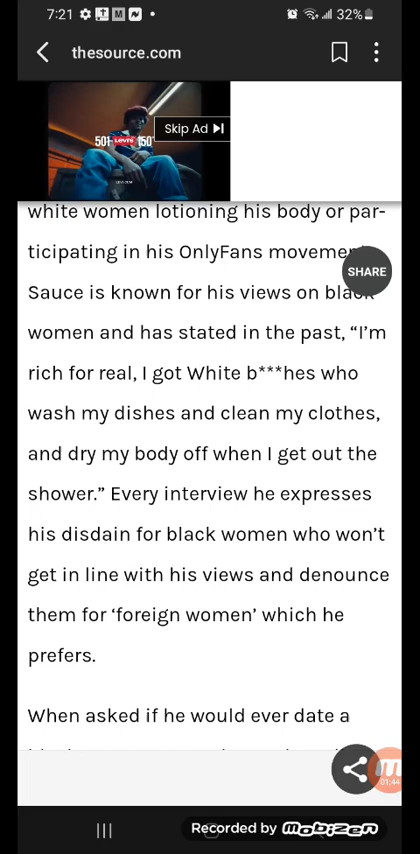 7:21
32%
thesource.com
501 Levi's 150
Skip Ad
white women lotioning his body or par-
ticipating in his OnlyFans movement.
SHARE
Sauce is known for his views on black
women and has stated in the past, “I’m
rich for real, I got White b***hes who
wash my dishes and clean my clothes,
and dry my body off when I get out the
shower.” Every interview he expresses
his disdain for black women who won’t
get in line with his views and denounce
them for ‘foreign women’ which he
prefers.
When asked if he would ever date a
01:44
Recorded by mobizen